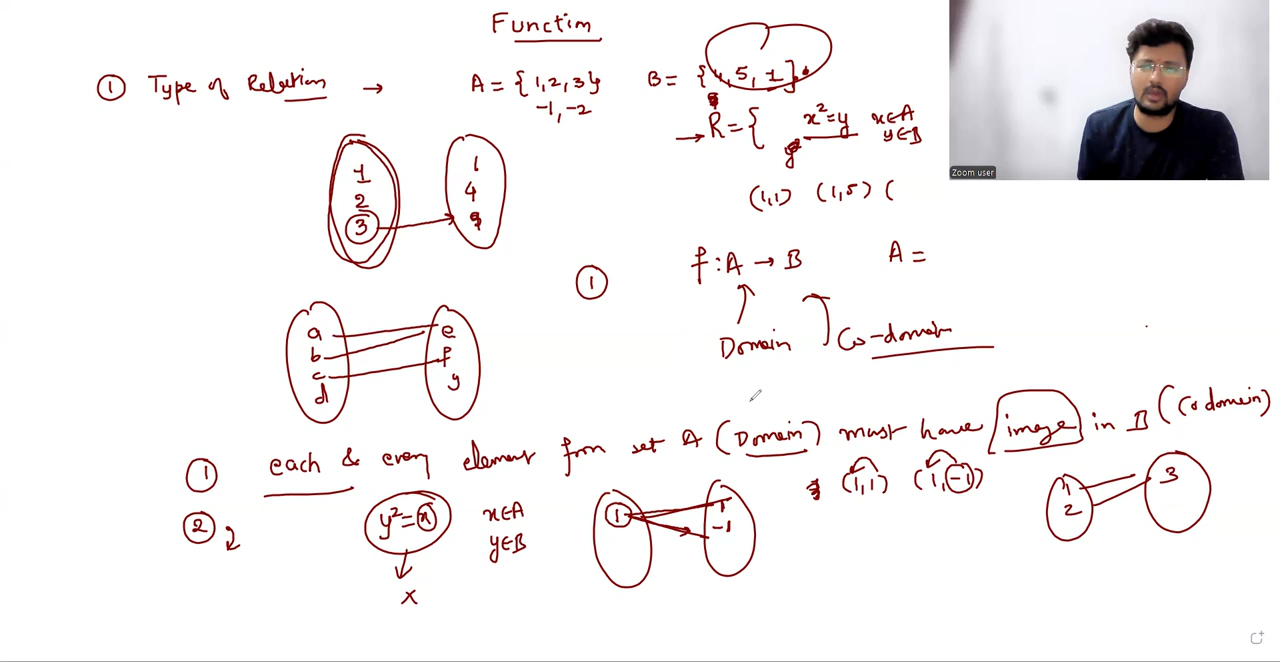 Function
① Type of Relation → A = {1,2,3} B = {4,5,1}
-1, -2
→ R = { x²=y x∈A
y∈B
Zoom user
1
2
3
1
4
9
(1,1) (1,5) (
① f : A → B A =
Domain Co-domain
a
b
c
d
e
f
y
① each & every element from set A (Domain) must have image in B (Codomain)
② y²=x x∈A
y∈B
x
1
1
-1
(1,1) (1,-1)
1
2
3